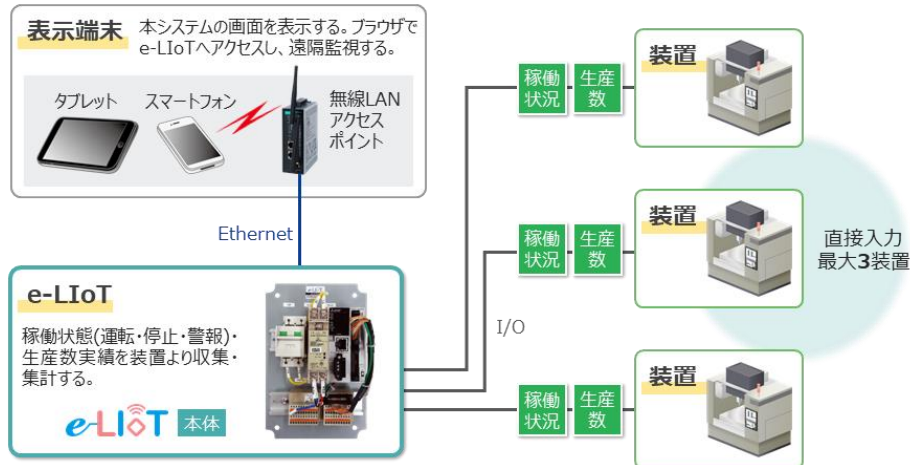 表示端末
本システムの画面を表示する。ブラウザで
e-LIoTへアクセスし、遠隔監視する。
タブレット
スマートフォン
無線LAN
アクセス
ポイント
Ethernet
e-LIoT
稼働状態(運転・停止・警報)・
生産数実績を装置より収集・
集計する。
e-LIoT 本体
I/O
稼働
状況
生産
数
装置
稼働
状況
生産
数
装置
直接入力
最大3装置
稼働
状況
生産
数
装置